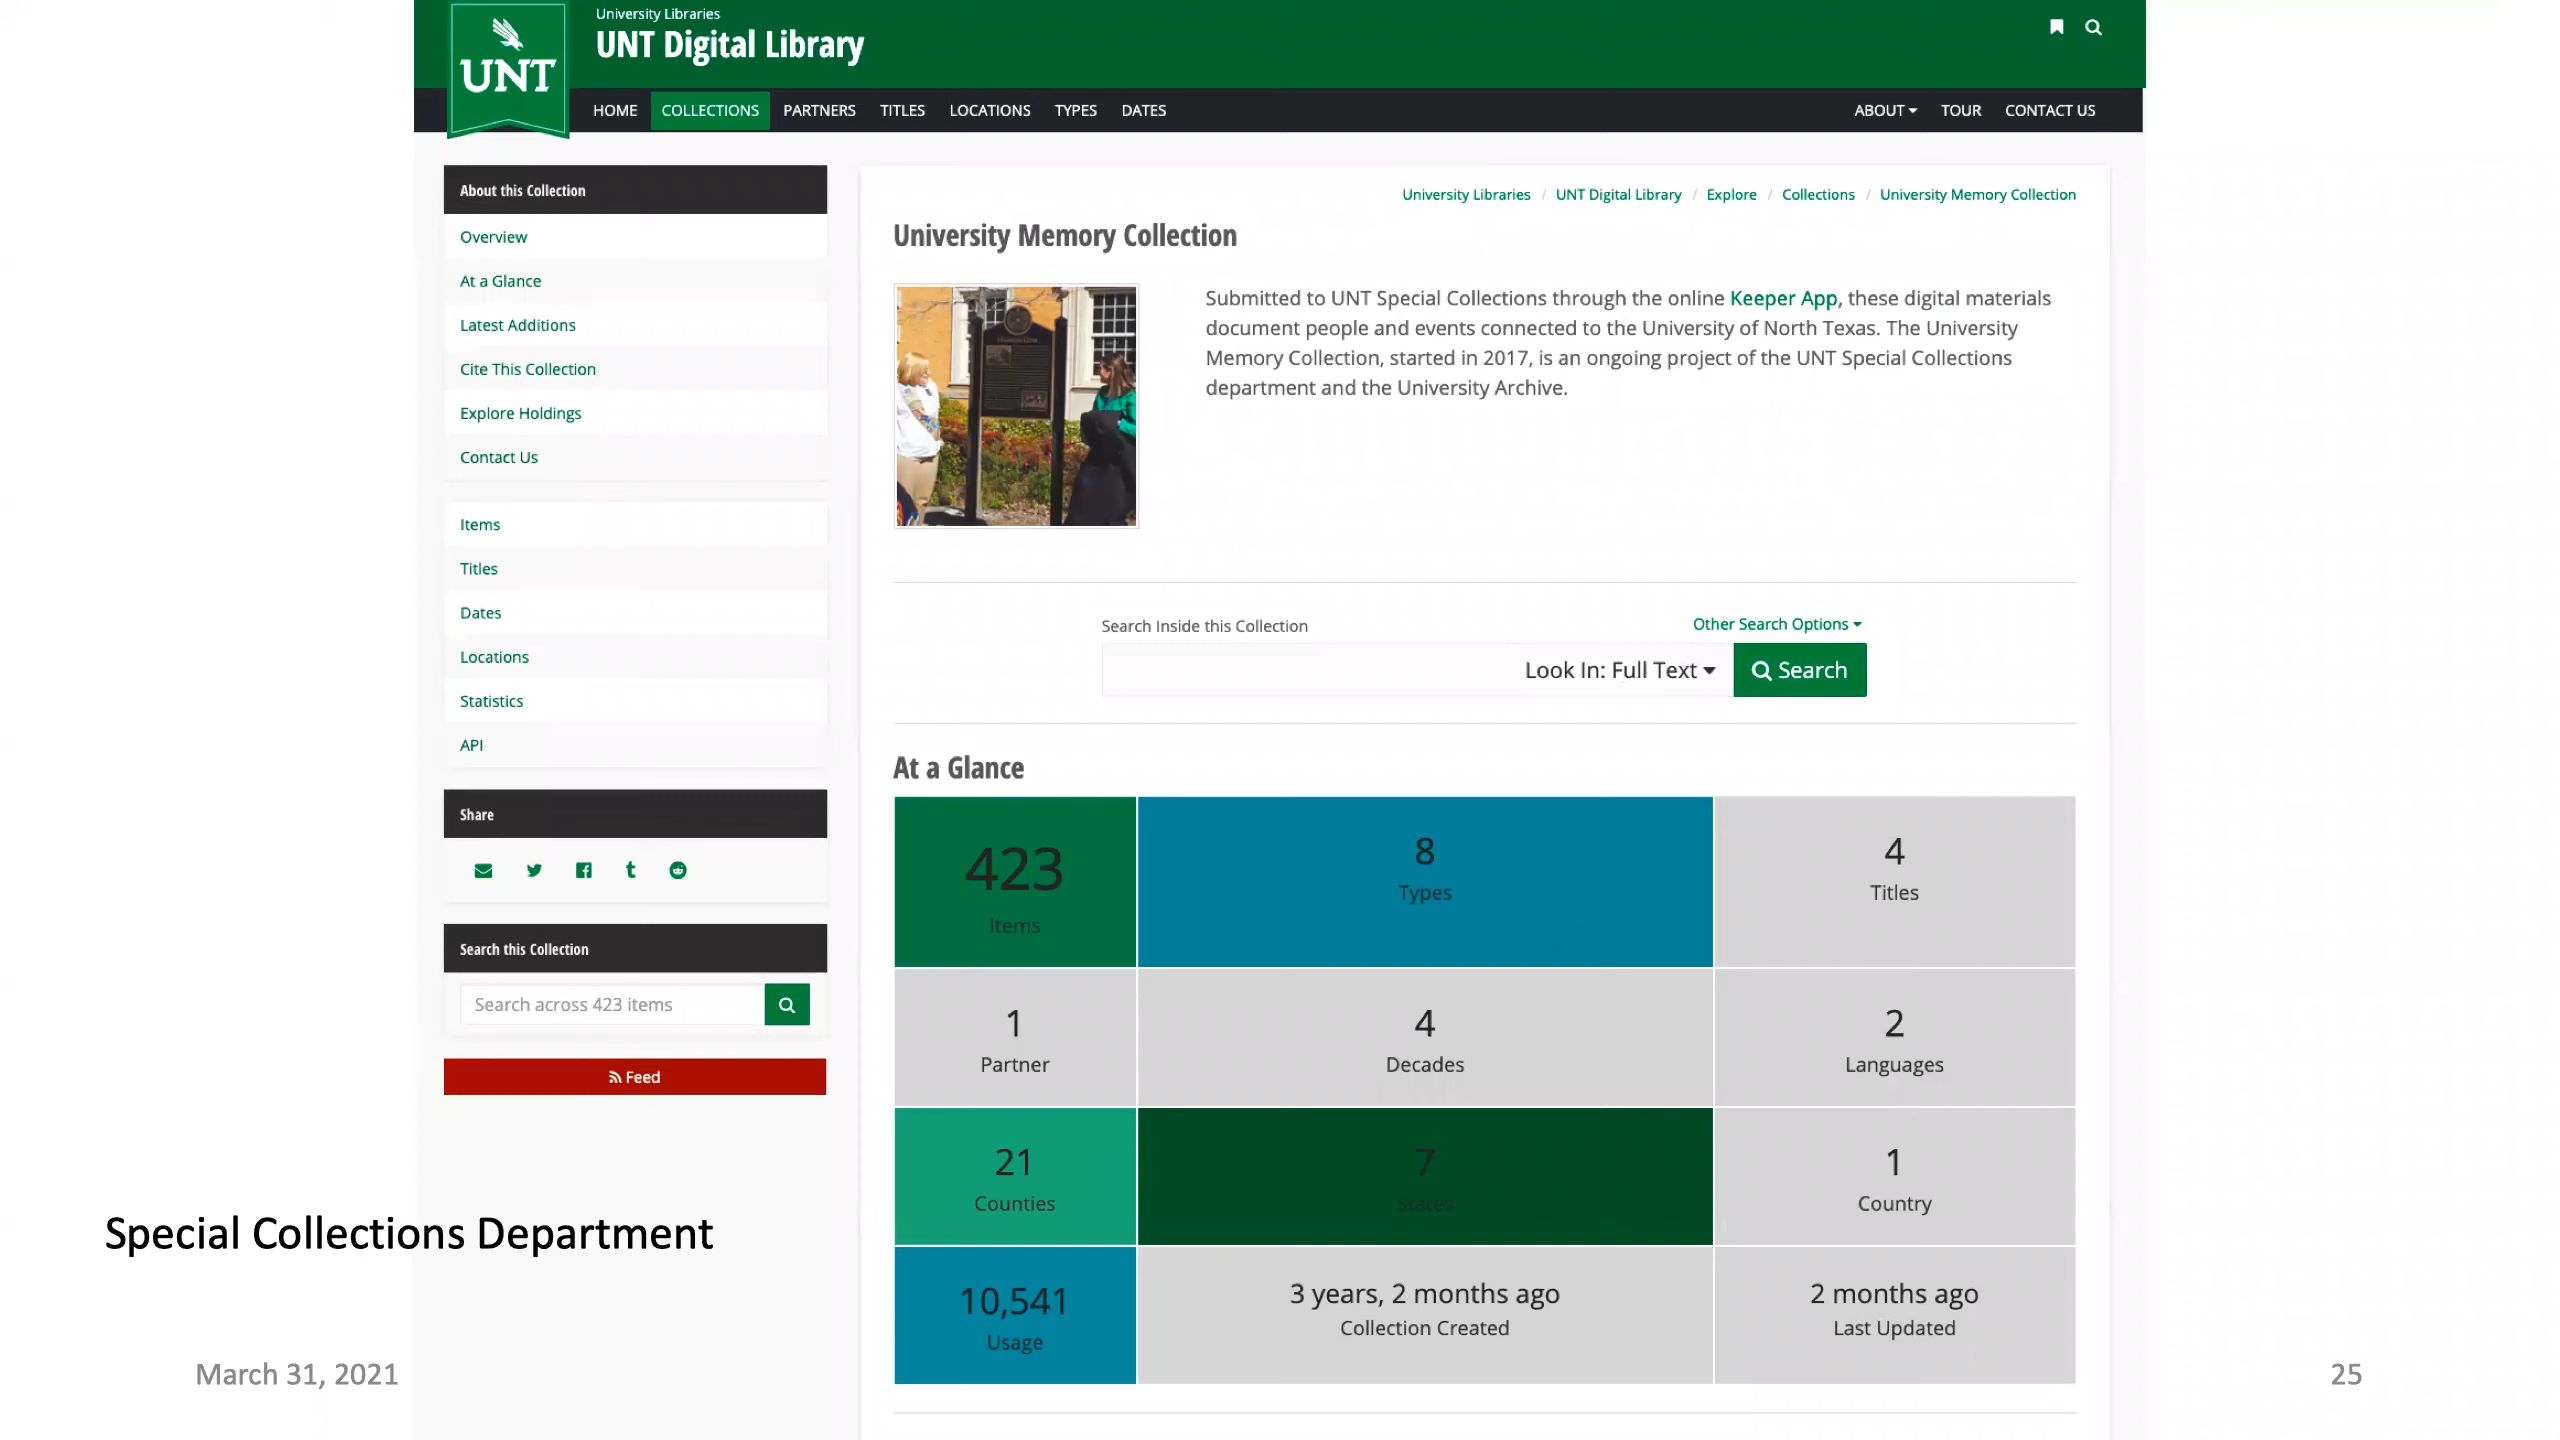 University Libraries
UNT Digital Library
UNT
HOME COLLECTIONS PARTNERS TITLES LOCATIONS TYPES DATES ABOUT TOUR CONTACT US
About this Collection
Overview
At a Glance
Latest Additions
Cite This Collection
Explore Holdings
Contact Us
Items
Titles
Dates
Locations
Statistics
API
Share
Search this Collection
Search across 423 items
Feed
University Libraries / UNT Digital Library / Explore / Collections / University Memory Collection
University Memory Collection
Submitted to UNT Special Collections through the online Keeper App, these digital materials
document people and events connected to the University of North Texas. The University
Memory Collection, started in 2017, is an ongoing project of the UNT Special Collections
department and the University Archive.
Search Inside this Collection
Other Search Options
Look In: Full Text
Search
At a Glance
423
Items
8
Types
4
Titles
1
Partner
4
Decades
2
Languages
21
Counties
7
States
1
Country
10,541
Usage
3 years, 2 months ago
Collection Created
2 months ago
Last Updated
Special Collections Department
March 31, 2021
25